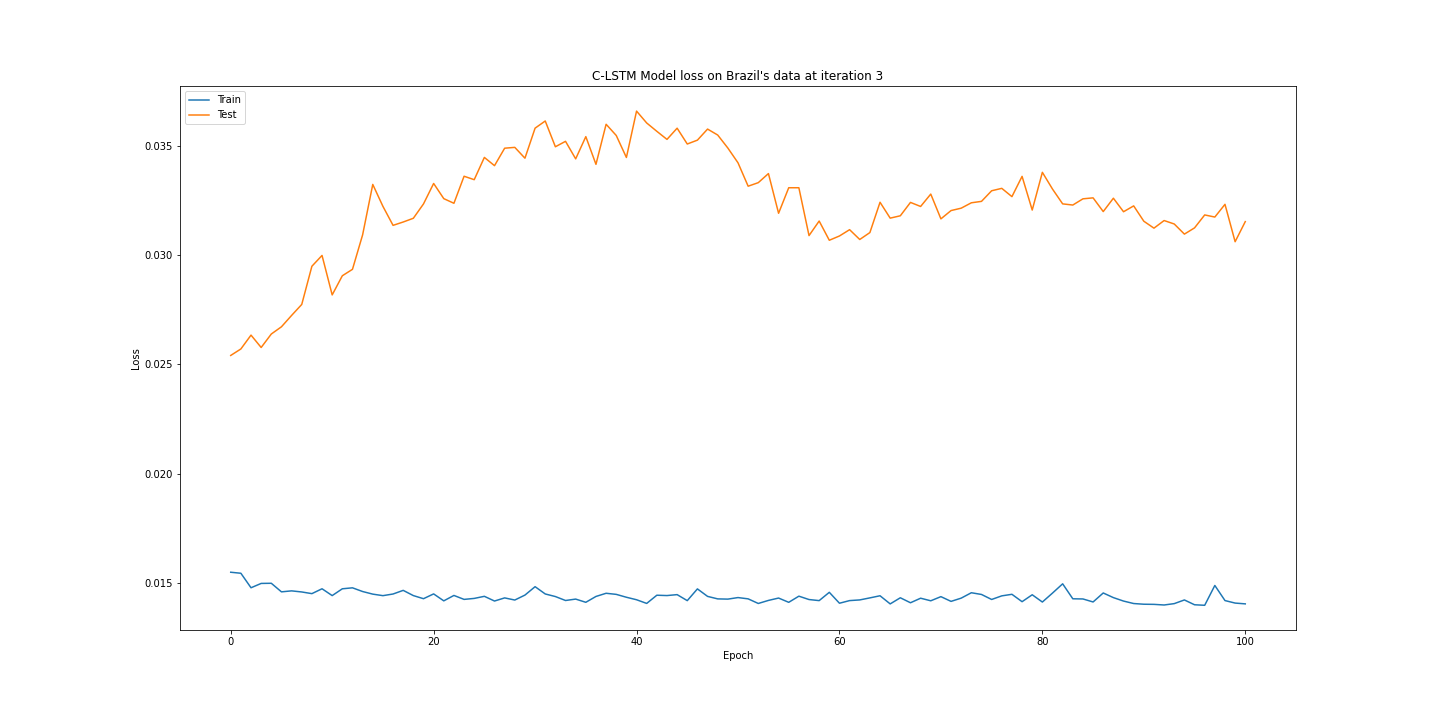 C-LSTM Model loss on Brazil's data at iteration 3
Train
Test
0.035
0.030
0.025
0.020
0.015
Loss
0 20 40 60 80 100
Epoch